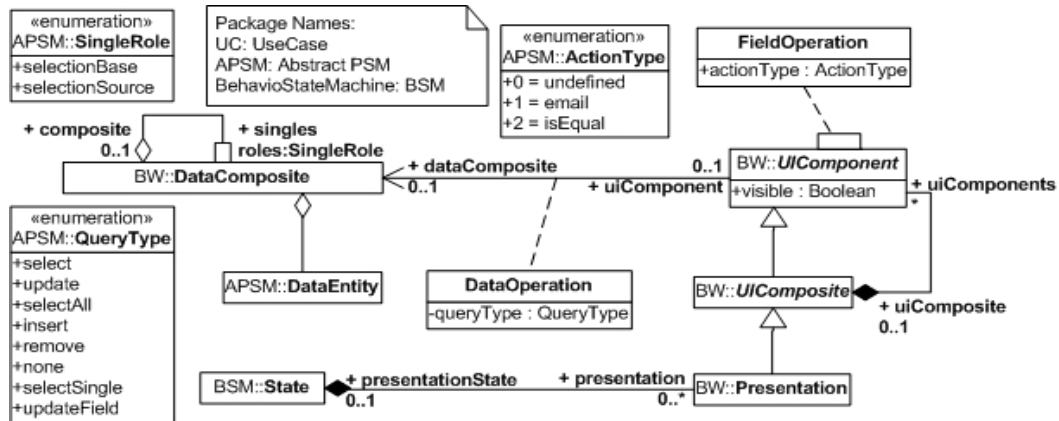 «enumeration»
APSM::SingleRole
+selectionBase
+selectionSource
Package Names:
UC: UseCase
APSM: Abstract PSM
BehavioStateMachine: BSM
«enumeration»
APSM::ActionType
+0 = undefined
+1 = email
+2 = isEqual
FieldOperation
+actionType : ActionType
+ composite
0..1
+ singles
roles:SingleRole
BW::DataComposite
+ dataComposite
0..1
0..1
+ uiComponent
BW::UIComponent
+visible : Boolean
+ uiComponents
*
«enumeration»
APSM::QueryType
+select
+update
+selectAll
+insert
+remove
+none
+selectSingle
+updateField
APSM::DataEntity
DataOperation
-queryType : QueryType
BW::UIComposite
+ uiComposite
0..1
BSM::State
+ presentationState
0..1
+ presentation
0..*
BW::Presentation